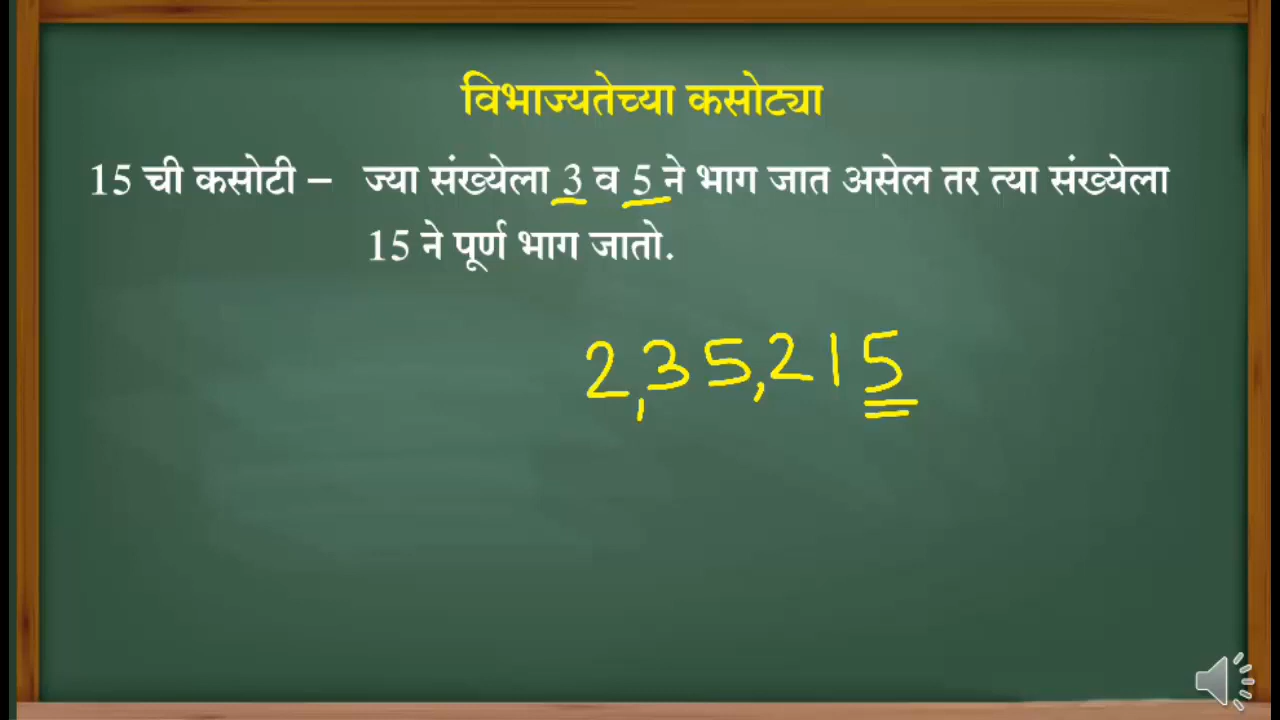 विभाज्यतेच्या कसोट्या
15 ची कसोटी – ज्या संख्येला 3 व 5 ने भाग जात असेल तर त्या संख्येला
15 ने पूर्ण भाग जातो.
2,35,215